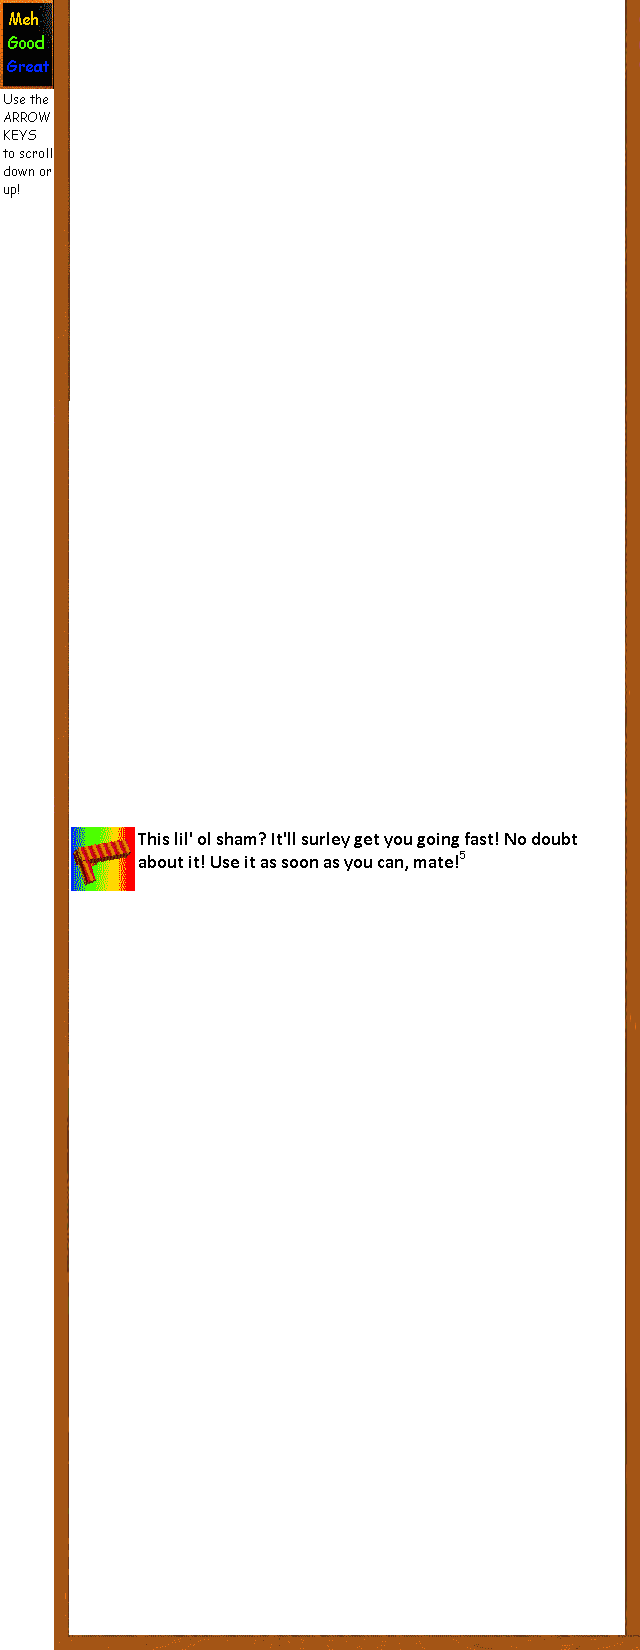 Meh
Good
Great
Use the
ARROW
KEYS
to scroll
down or
up!
This lil' ol sham? It'll surley get you going fast! No doubt
about it! Use it as soon as you can, mate!5